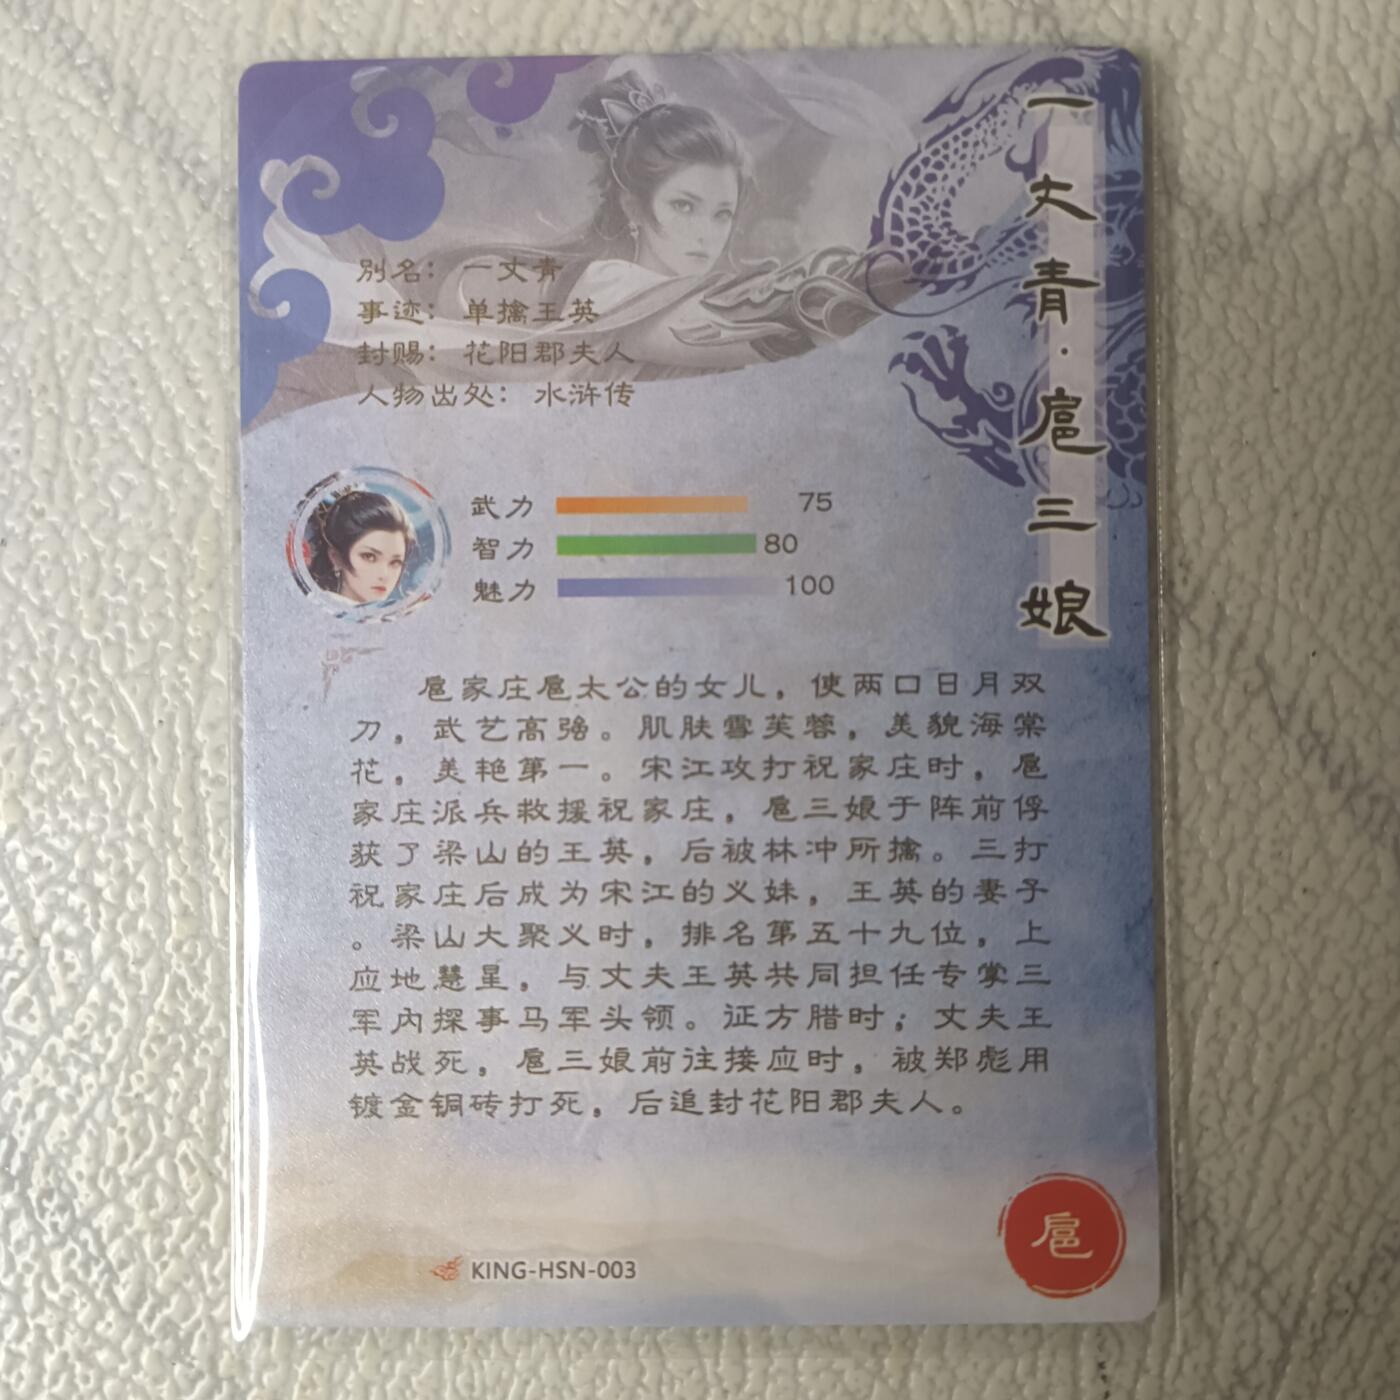 一丈青·扈三娘
别名：一丈青
事迹：单擒王英
封赐：花阳郡夫人
人物出处：水浒传
武力 75
智力 80
魅力 100
扈家庄扈太公的女儿，使两口日月双
刀，武艺高强。肌肤雪芙蓉，美貌海棠
花，美艳第一。宋江攻打祝家庄时，扈
家庄派兵救援祝家庄，扈三娘于阵前俘
获了梁山的王英，后被林冲所擒。三打
祝家庄后成为宋江的义妹，王英的妻子
。梁山大聚义时，排名第五十九位，上
应地慧星，与丈夫王英共同担任专掌三
军内探事马军头领。证方腊时；丈夫王
英战死，扈三娘前往接应时，被郑彪用
镀金铜砖打死，后追封花阳郡夫人。
扈
KING-HSN-003